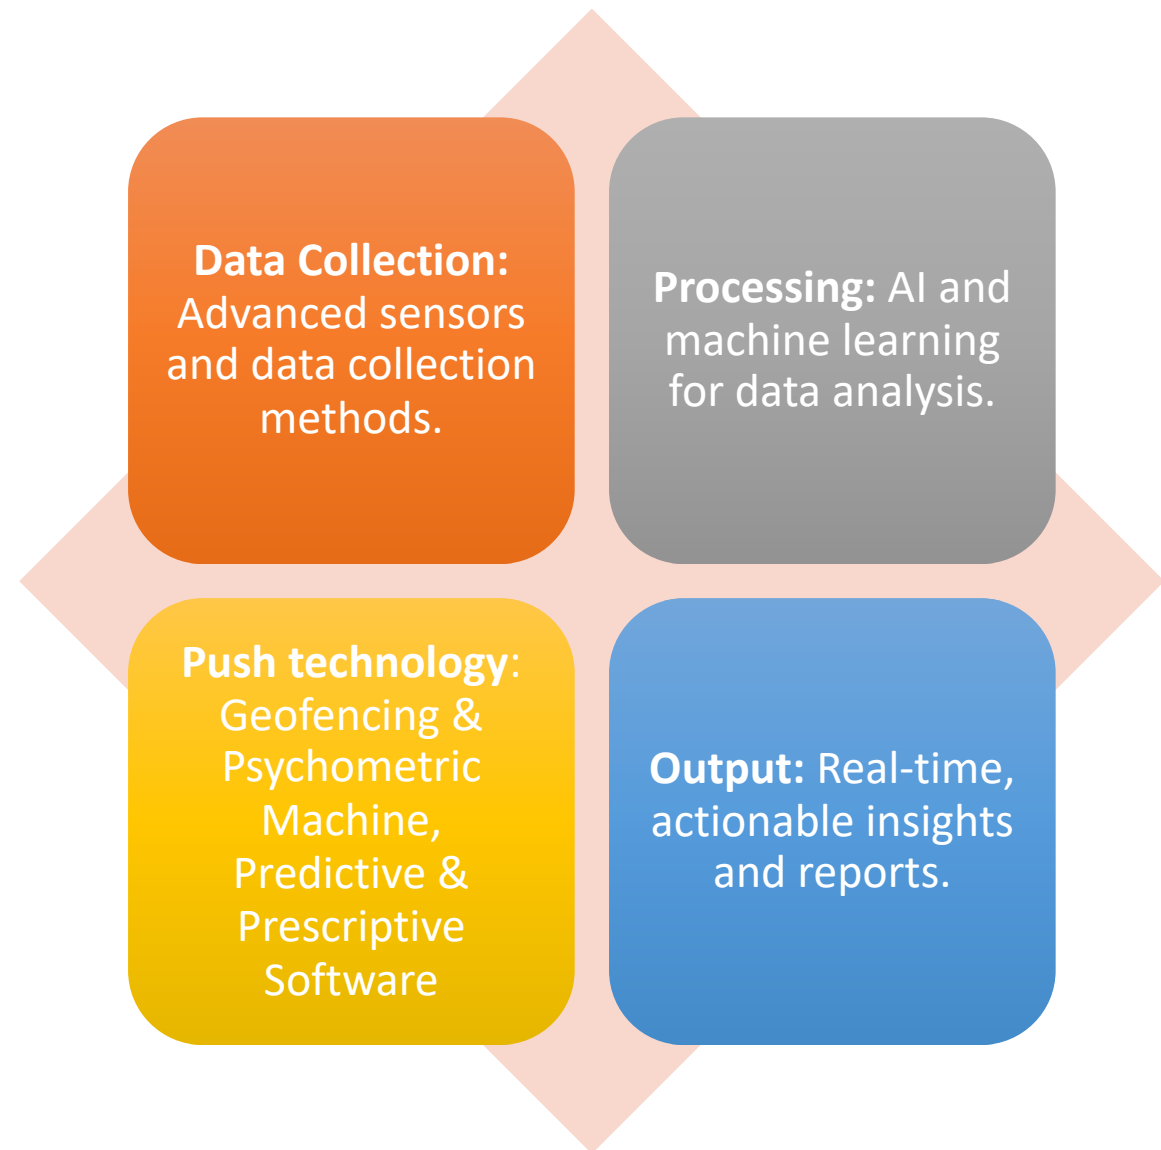 Data Collection:
Advanced sensors
and data collection
methods.
Processing: AI and
machine learning
for data analysis.
Push technology:
Geofencing &
Psychometric
Machine,
Predictive &
Prescriptive
Software
Output: Real-time,
actionable insights
and reports.